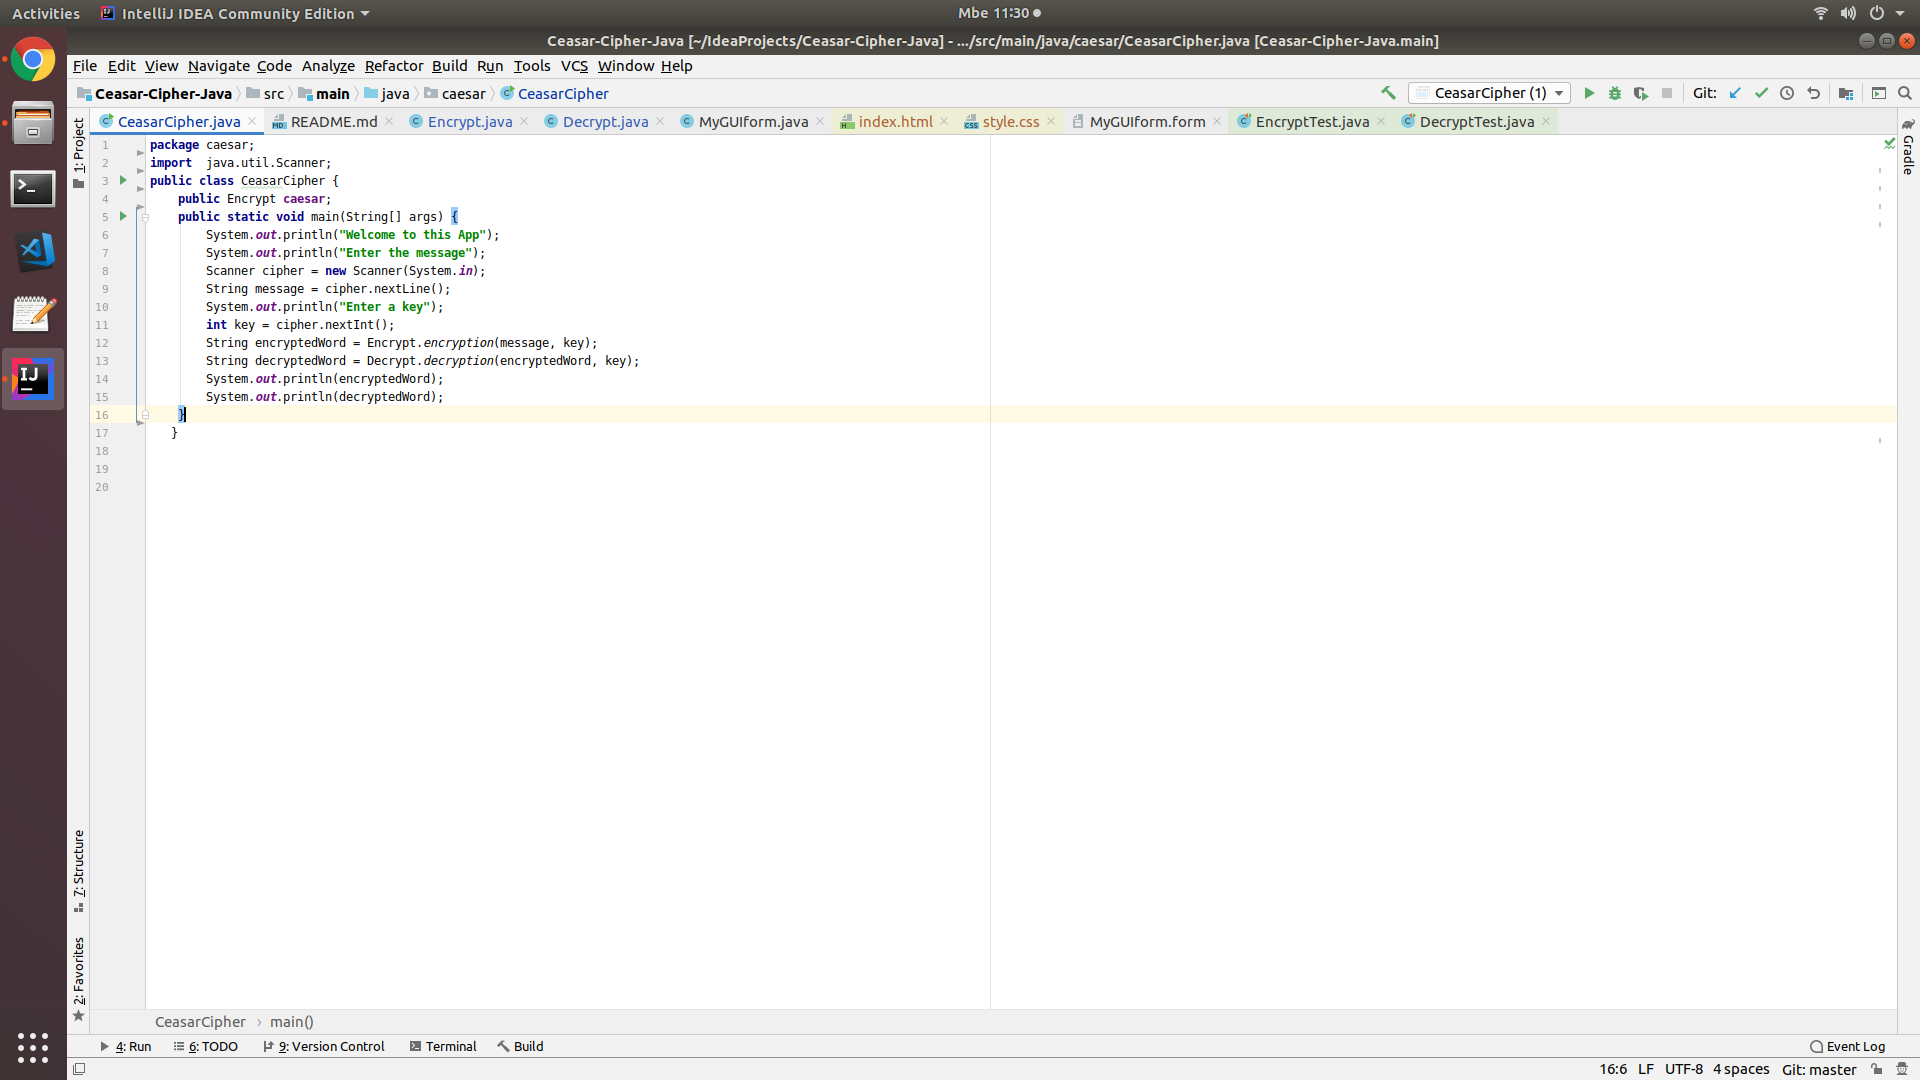 Activities IntelliJ IDEA Community Edition Mbe 11:30
Ceasar-Cipher-Java [~/IdeaProjects/Ceasar-Cipher-Java] - .../src/main/java/caesar/CeasarCipher.java [Ceasar-Cipher-Java.main]
File Edit View Navigate Code Analyze Refactor Build Run Tools VCS Window Help
Ceasar-Cipher-Java src main java caesar CeasarCipher CeasarCipher (1) Git:
CeasarCipher.java README.md Encrypt.java Decrypt.java MyGUIform.java index.html style.css MyGUIform.form EncryptTest.java DecryptTest.java
1: Project
Gradle
1 package caesar;
2 import  java.util.Scanner;
3 public class CeasarCipher {
4     public Encrypt caesar;
5     public static void main(String[] args) {
6         System.out.println("Welcome to this App");
7         System.out.println("Enter the message");
8         Scanner cipher = new Scanner(System.in);
9         String message = cipher.nextLine();
10         System.out.println("Enter a key");
11         int key = cipher.nextInt();
12         String encryptedWord = Encrypt.encryption(message, key);
13         String decryptedWord = Decrypt.decryption(encryptedWord, key);
14         System.out.println(encryptedWord);
15         System.out.println(decryptedWord);
16     }
17    }
18
19
20
7: Structure
2: Favorites
CeasarCipher › main()
4: Run 6: TODO 9: Version Control Terminal Build Event Log
16:6 LF UTF-8 4 spaces Git: master